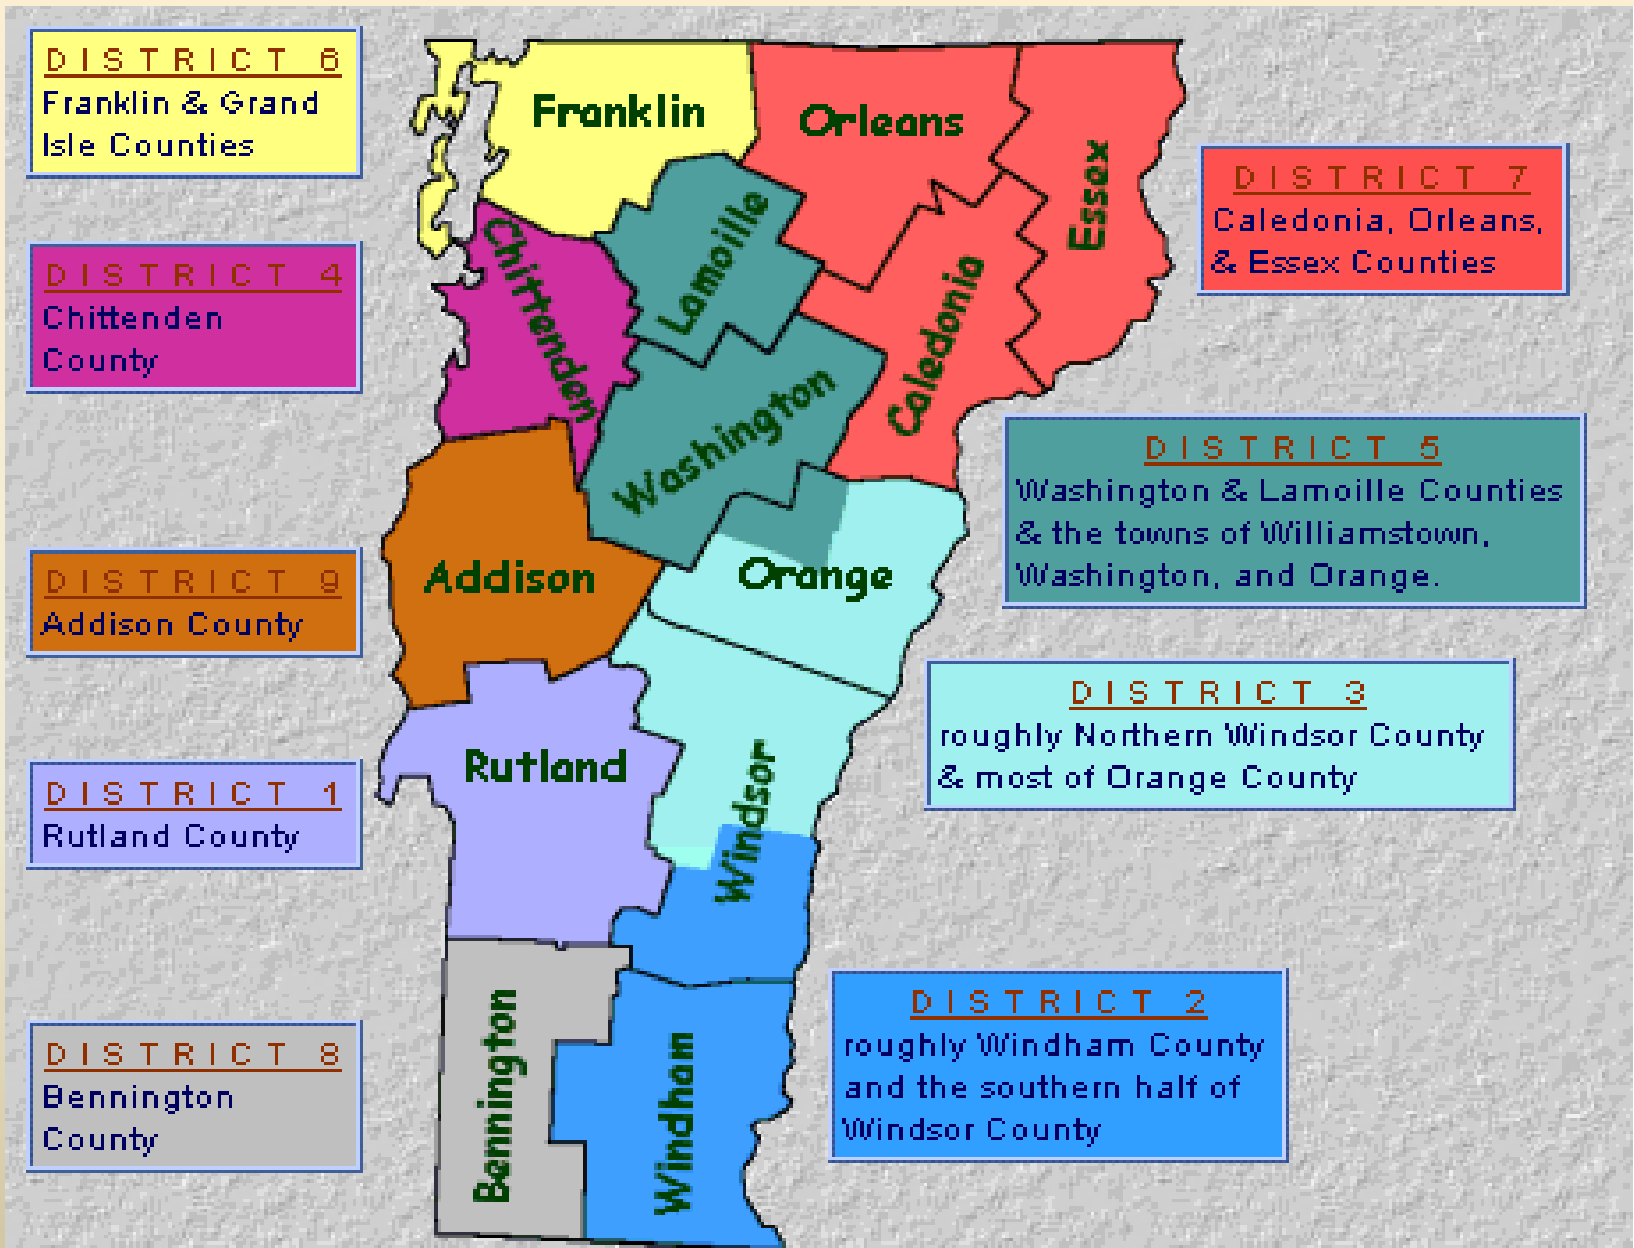 DISTRICT 6
Franklin & Grand
Isle Counties
DISTRICT 4
Chittenden
County
DISTRICT 9
Addison County
DISTRICT 1
Rutland County
DISTRICT 8
Bennington
County
Franklin
Orleans
Essex
Lamoille
Chittenden
Caledonia
Washington
Addison
Orange
Rutland
Windsor
Bennington
Windham
DISTRICT 7
Caledonia, Orleans,
& Essex Counties
DISTRICT 5
Washington & Lamoille Counties
& the towns of Williamstown,
Washington, and Orange.
DISTRICT 3
roughly Northern Windsor County
& most of Orange County
DISTRICT 2
roughly Windham County
and the southern half of
Windsor County